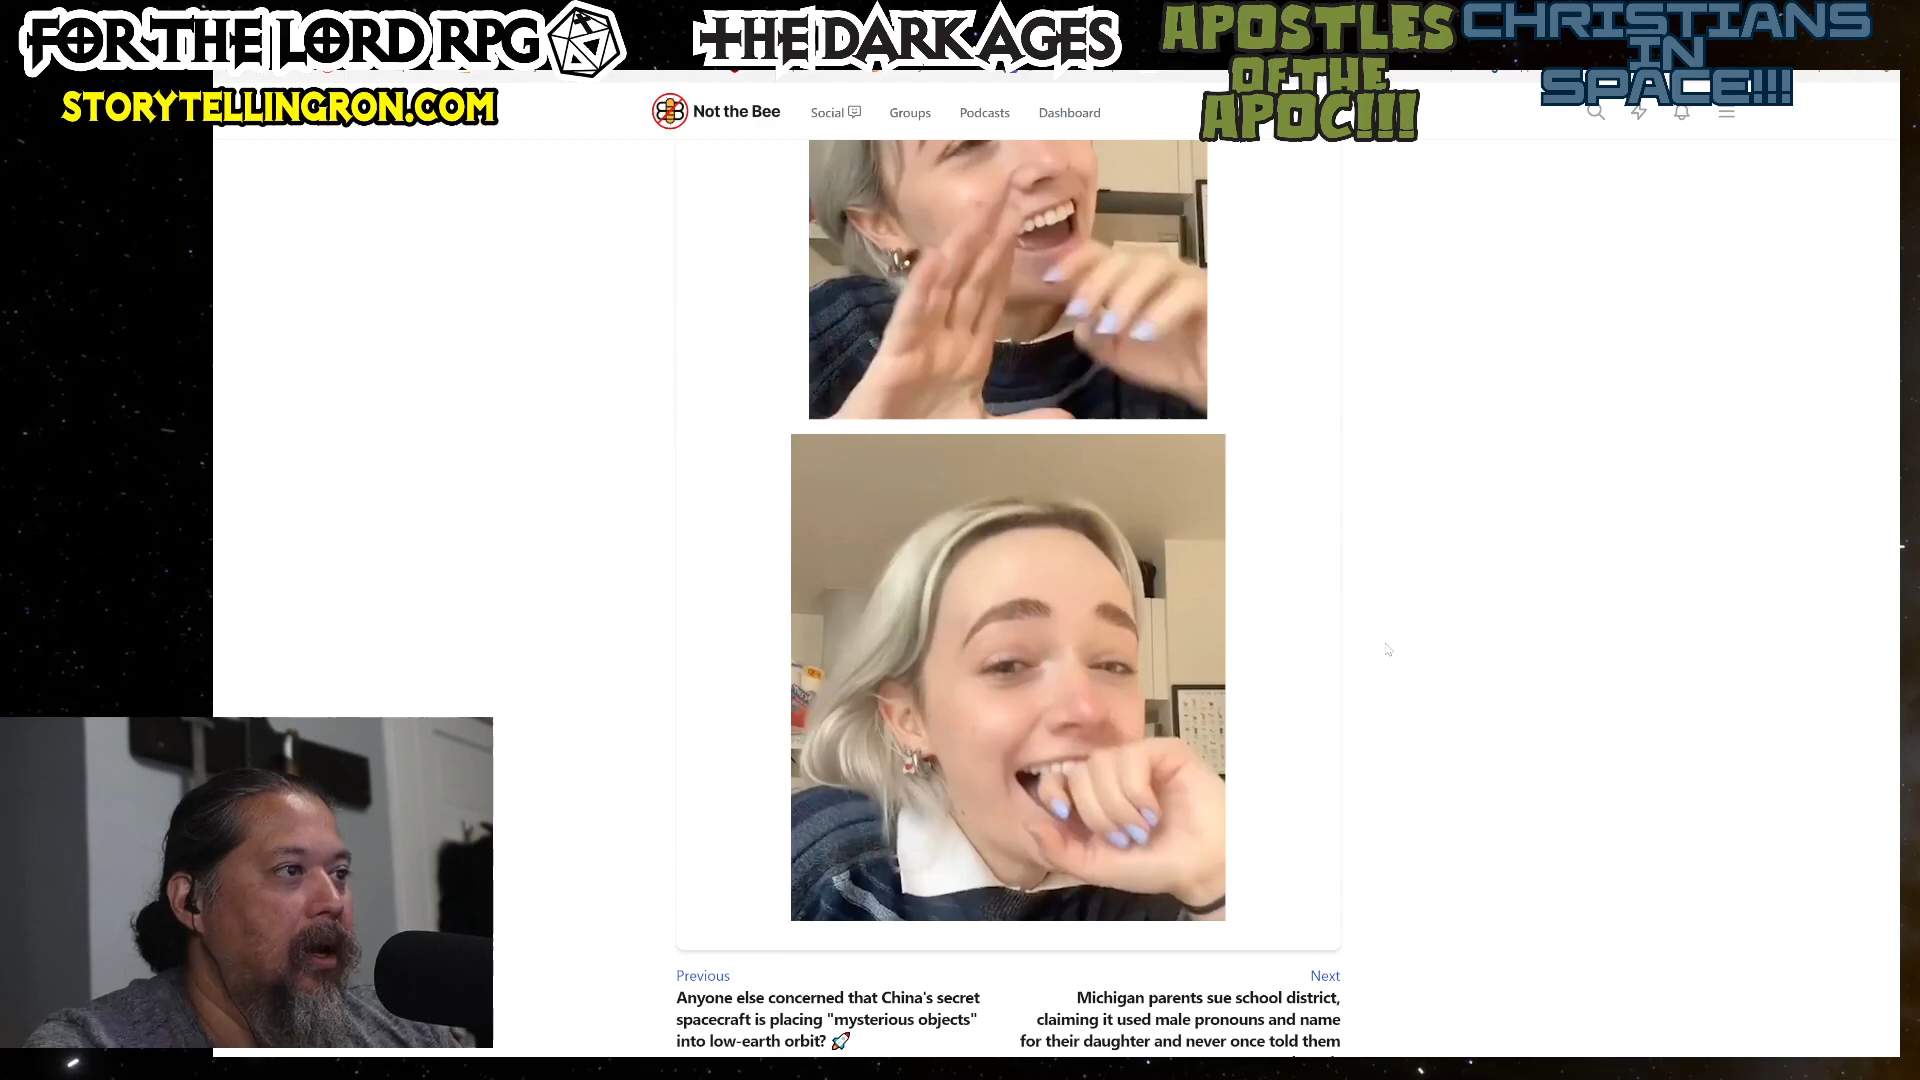 FOR THE LORD RPG
STORYTELLINGRON.COM
THE DARK AGES
APOSTLES
OF THE
APOC!!!
CHRISTIANS
IN
SPACE!!!
Not the Bee
Social
Groups
Podcasts
Dashboard
Previous
Anyone else concerned that China's secret
spacecraft is placing "mysterious objects"
into low-earth orbit? 🚀
Next
Michigan parents sue school district,
claiming it used male pronouns and name
for their daughter and never once told them